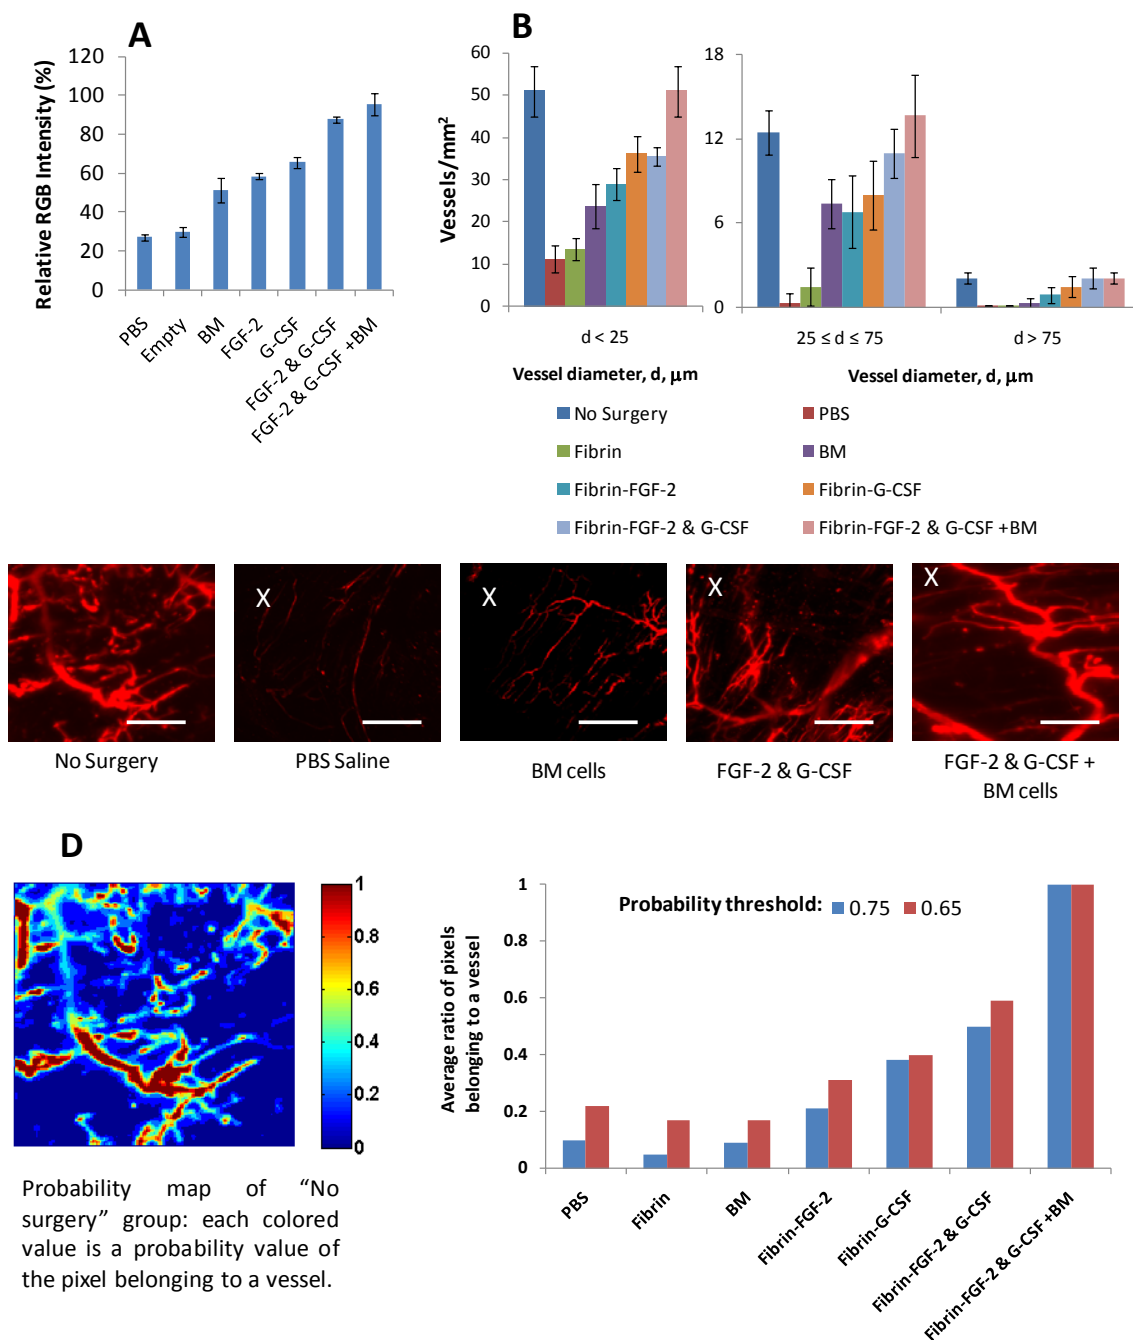 A
Relative RGB Intensity (%)
120
100
80
60
40
20
0
PBS
Empty
BM
FGF-2
G-CSF
FGF-2 & G-CSF
FGF-2 & G-CSF +BM
B
Vessels/mm²
60
50
40
30
20
10
0
d < 25
Vessel diameter, d, μm
18
12
6
0
25 ≤ d ≤ 75
d > 75
Vessel diameter, d, μm
No Surgery
PBS
Fibrin
BM
Fibrin-FGF-2
Fibrin-G-CSF
Fibrin-FGF-2 & G-CSF
Fibrin-FGF-2 & G-CSF +BM
X
X
X
X
No Surgery
PBS Saline
BM cells
FGF-2 & G-CSF
FGF-2 & G-CSF +
BM cells
D
1
0.8
0.6
0.4
0.2
0
Probability map of “No
surgery” group: each colored
value is a probability value of
the pixel belonging to a vessel.
Average ratio of pixels
belonging to a vessel
1
0.8
0.6
0.4
0.2
0
Probability threshold: 0.75 0.65
PBS
Fibrin
BM
Fibrin-FGF-2
Fibrin-G-CSF
Fibrin-FGF-2 & G-CSF
Fibrin-FGF-2 & G-CSF +BM